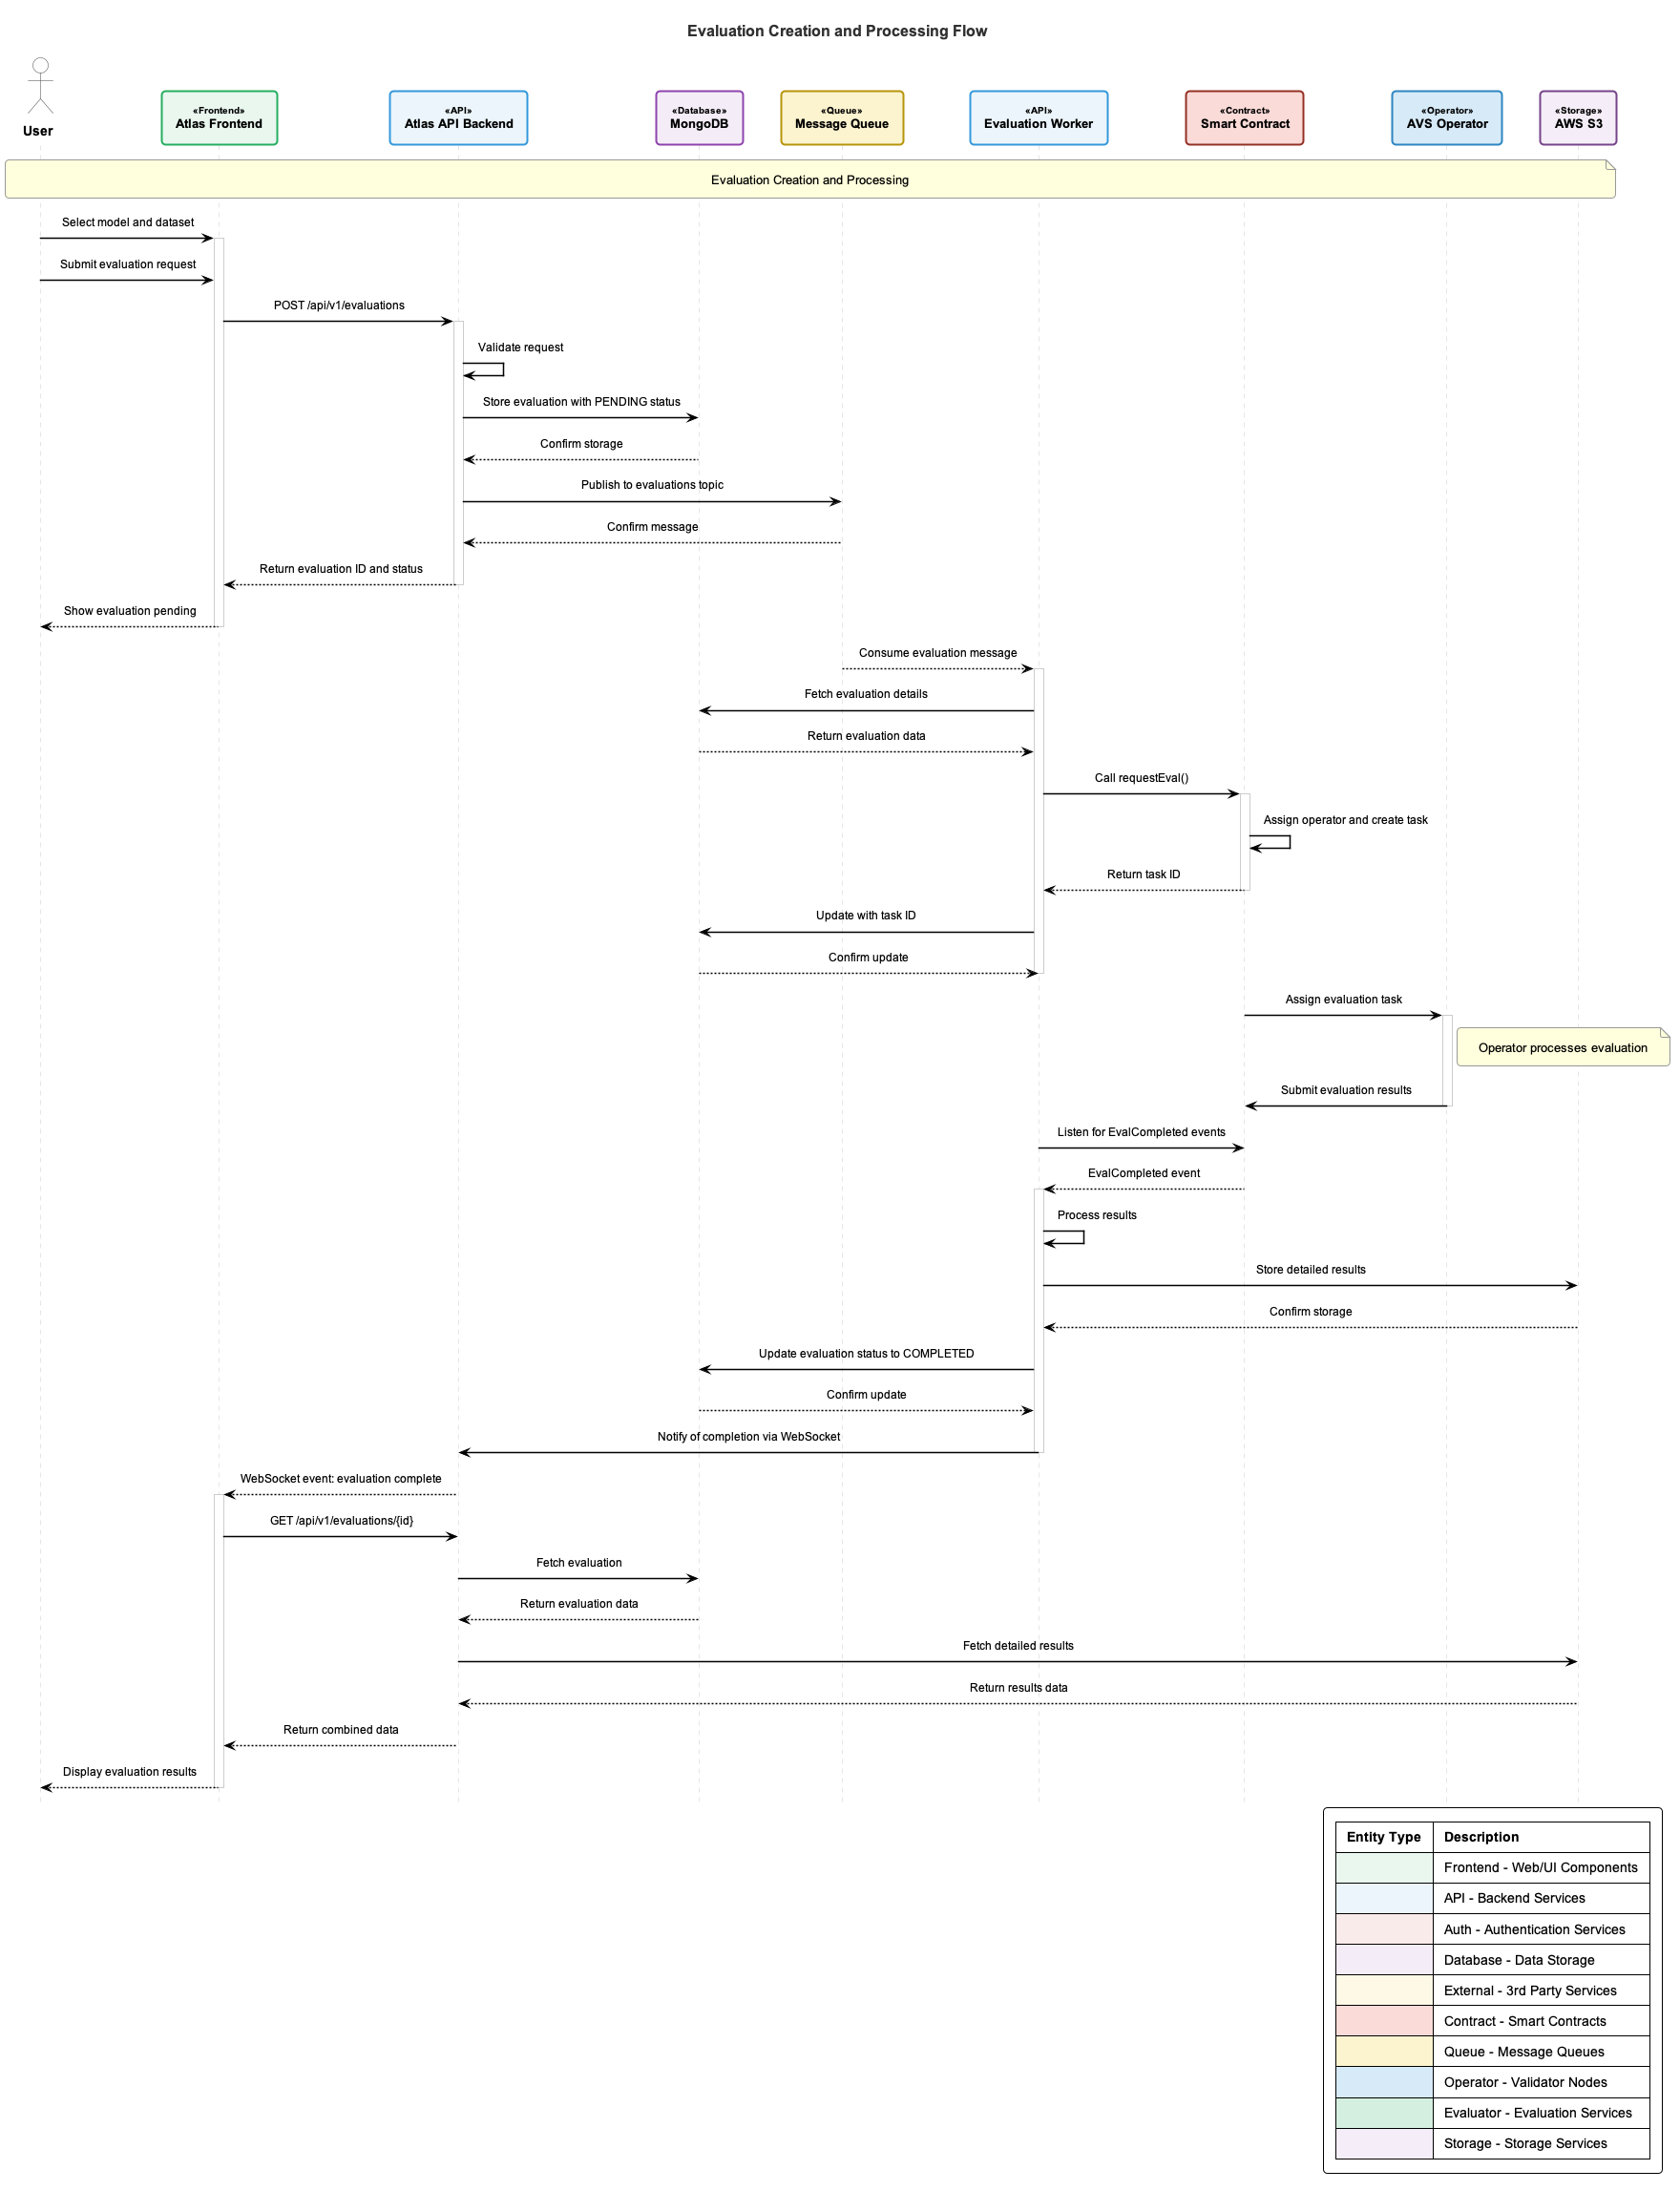 Evaluation Creation and Processing Flow
User
«Frontend»
Atlas Frontend
«API»
Atlas API Backend
«Database»
MongoDB
«Queue»
Message Queue
«API»
Evaluation Worker
«Contract»
Smart Contract
«Operator»
AVS Operator
«Storage»
AWS S3
Evaluation Creation and Processing
Select model and dataset
Submit evaluation request
POST /api/v1/evaluations
Validate request
Store evaluation with PENDING status
Confirm storage
Publish to evaluations topic
Confirm message
Return evaluation ID and status
Show evaluation pending
Consume evaluation message
Fetch evaluation details
Return evaluation data
Call requestEval()
Assign operator and create task
Return task ID
Update with task ID
Confirm update
Assign evaluation task
Operator processes evaluation
Submit evaluation results
Listen for EvalCompleted events
EvalCompleted event
Process results
Store detailed results
Confirm storage
Update evaluation status to COMPLETED
Confirm update
Notify of completion via WebSocket
WebSocket event: evaluation complete
GET /api/v1/evaluations/{id}
Fetch evaluation
Return evaluation data
Fetch detailed results
Return results data
Return combined data
Display evaluation results
Entity Type Description
Frontend - Web/UI Components
API - Backend Services
Auth - Authentication Services
Database - Data Storage
External - 3rd Party Services
Contract - Smart Contracts
Queue - Message Queues
Operator - Validator Nodes
Evaluator - Evaluation Services
Storage - Storage Services